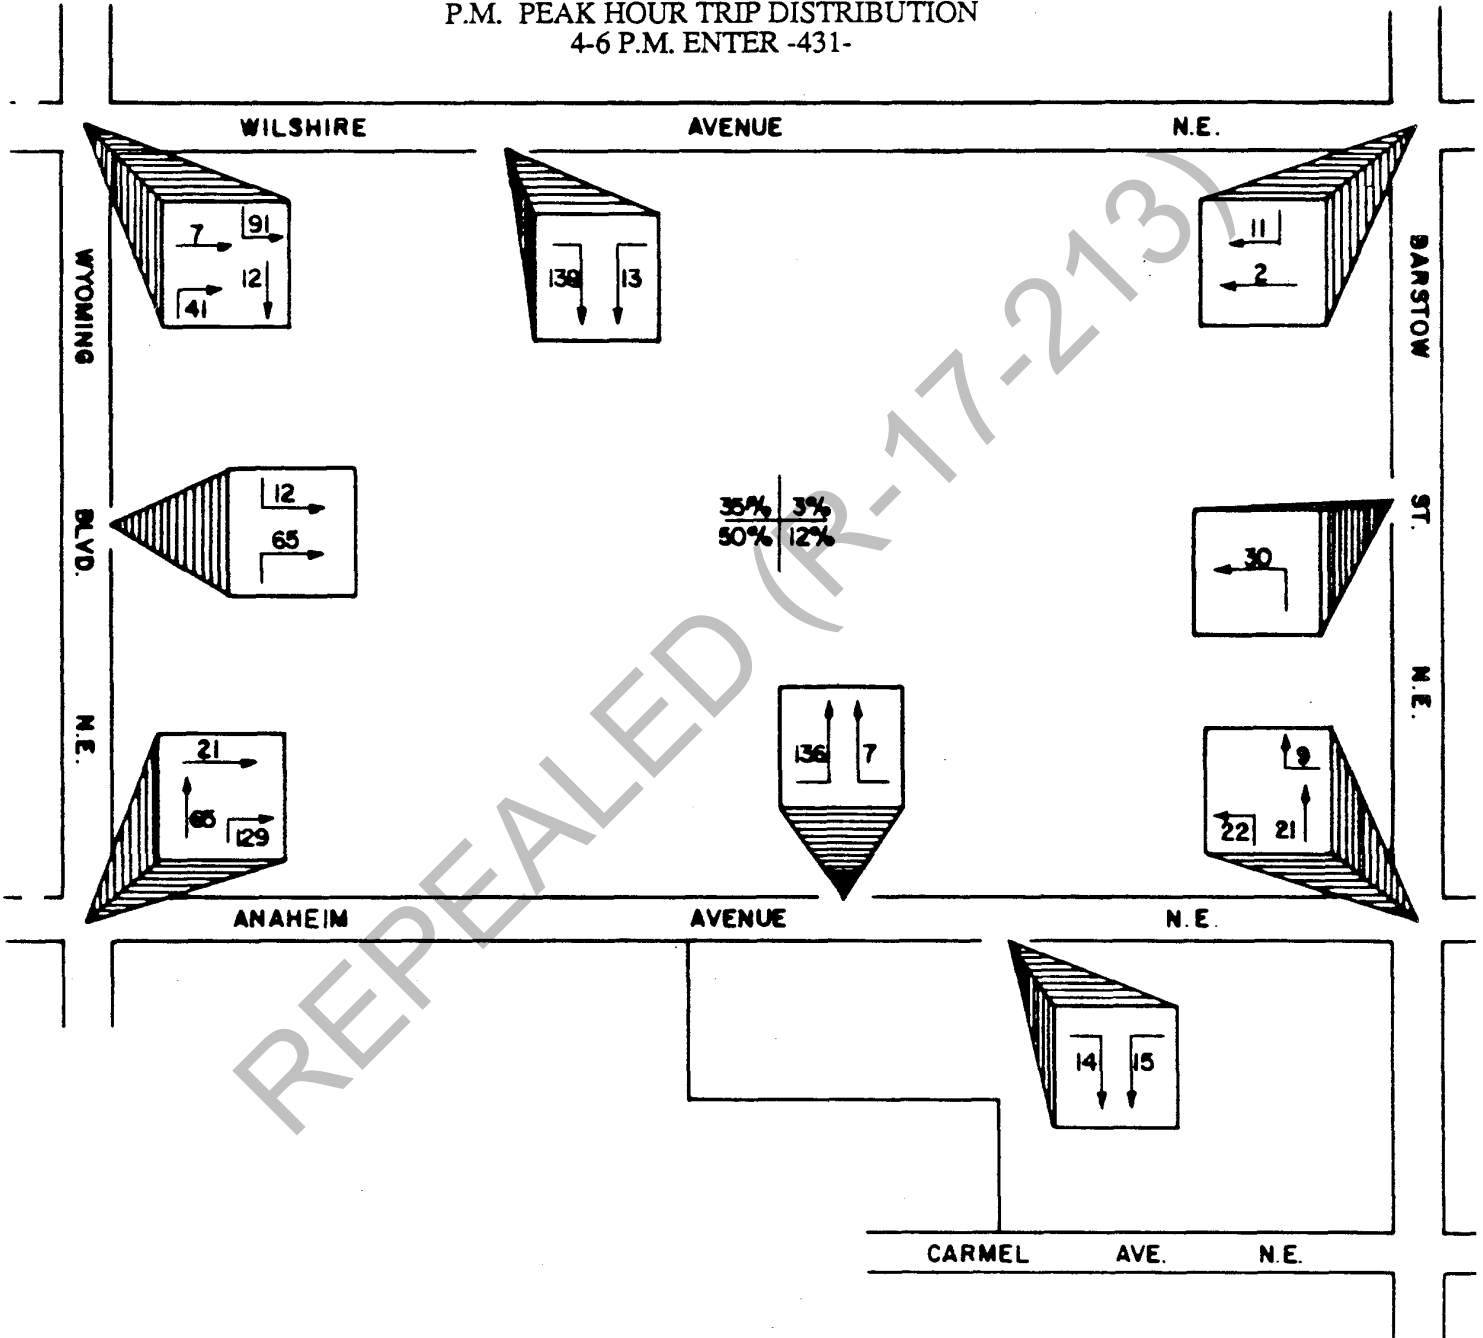 P.M. PEAK HOUR TRIP DISTRIBUTION
4-6 P.M. ENTER -431-
WILSHIRE AVENUE N.E.
7 91
12
41
13
11
2
WYOMING BLVD. N.E.
BARSTOW ST. N.E.
12
65
35% 3%
50% 12%
30
21
65
129
136 7
9
22 21
ANAHEIM AVENUE N.E.
14 15
CARMEL AVE. N.E.
REPEALED (R-17-213)